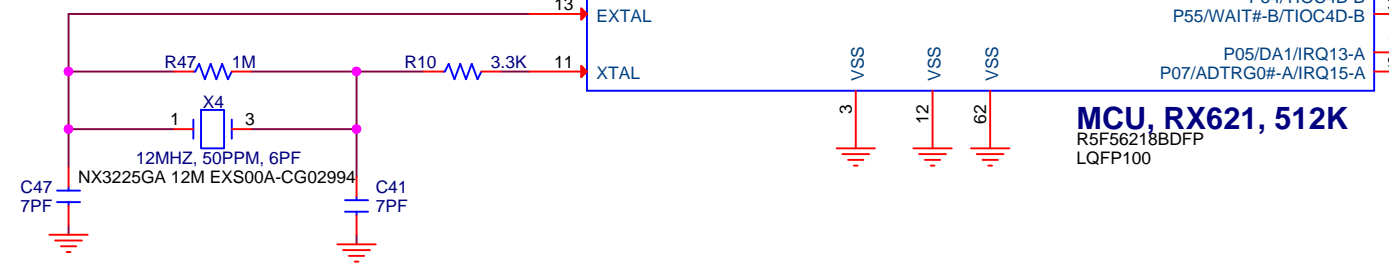 13
EXTAL
P55/WAIT#-B/TIOC4D-B
R47 1M
R10 3.3K 11
XTAL
VSS
VSS
VSS
P05/DA1/IRQ13-A
P07/ADTRG0#-A/IRQ15-A
X4
1 3
3
12
62
MCU, RX621, 512K
R5F56218BDFP
LQFP100
12MHZ, 50PPM, 6PF
NX3225GA 12M EXS00A-CG02994
C47
7PF
C41
7PF